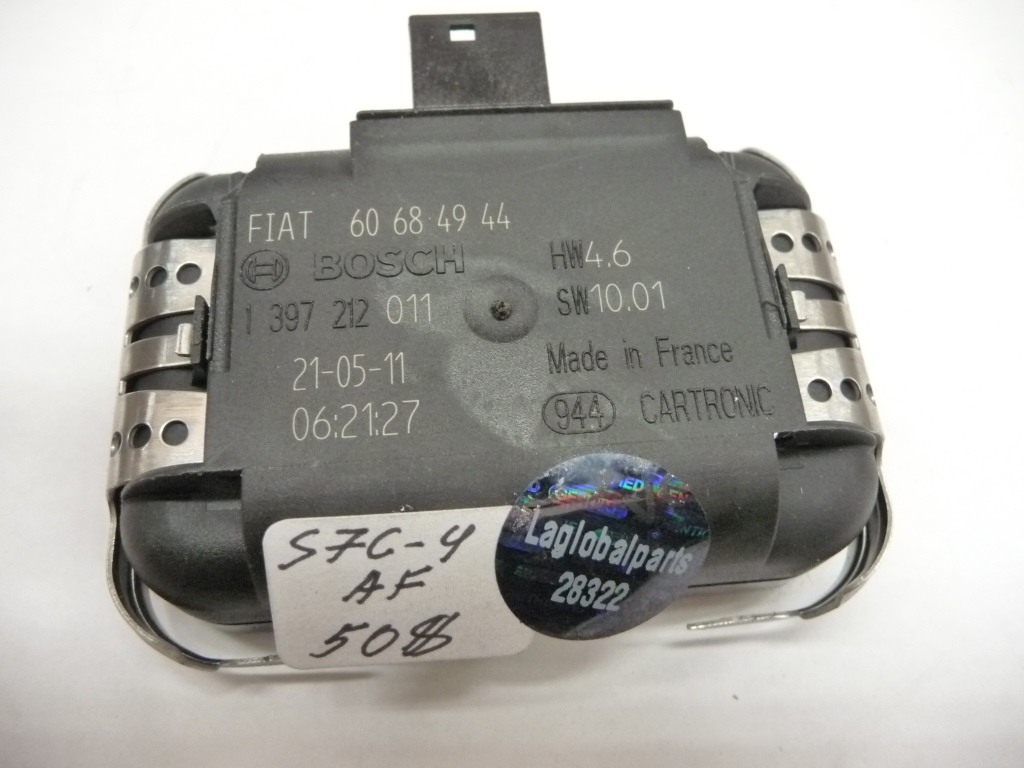 FIAT 60 68 49 44
BOSCH
1 397 212 011
21-05-11
06:21:27
HW4.6
SW10.01
Made in France
944 CARTRONIC
S7C-4
AF
508
Laglobalparts
28322